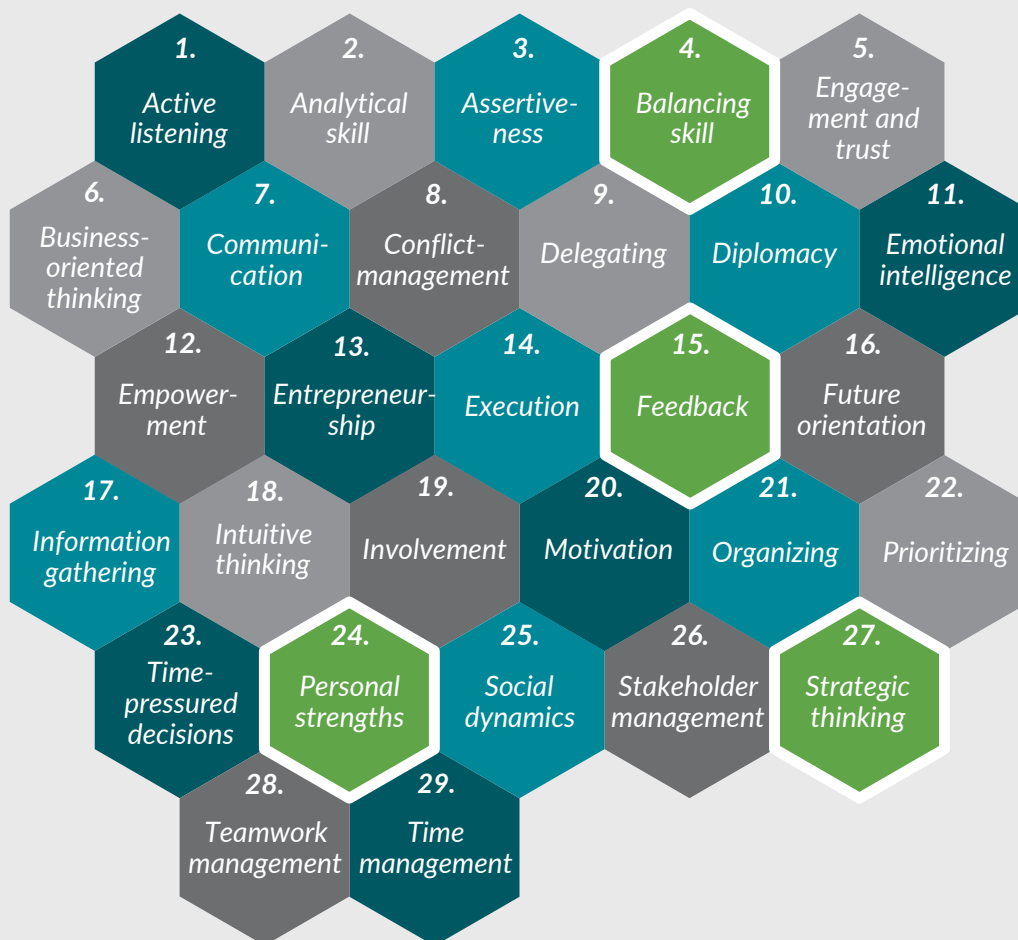 1.
Active
listening
2.
Analytical
skill
3.
Assertive-
ness
4.
Balancing
skill
5.
Engage-
ment and
trust
6.
Business-
oriented
thinking
7.
Communi-
cation
8.
Conflict-
management
9.
Delegating
10.
Diplomacy
11.
Emotional
intelligence
12.
Empower-
ment
13.
Entrepreneur-
ship
14.
Execution
15.
Feedback
16.
Future
orientation
17.
Information
gathering
18.
Intuitive
thinking
19.
Involvement
20.
Motivation
21.
Organizing
22.
Prioritizing
23.
Time-
pressured
decisions
24.
Personal
strengths
25.
Social
dynamics
26.
Stakeholder
management
27.
Strategic
thinking
28.
Teamwork
management
29.
Time
management